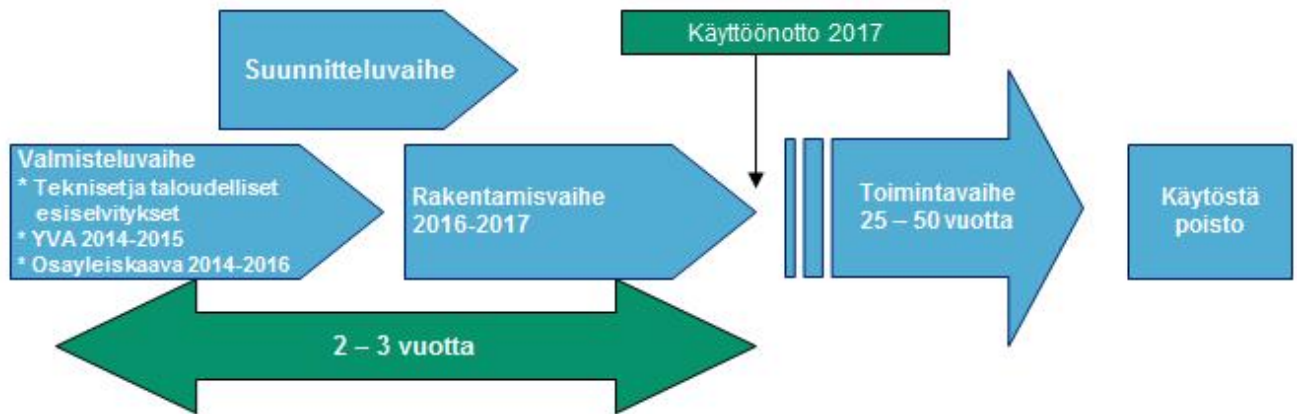 Käyttöönotto 2017
Suunnitteluvaihe
Valmisteluvaihe
* Teknisetja taloudelliset
esiselvitykset
* YVA 2014-2015
* Osayleiskaava 2014-2016
Rakentamisvaihe
2016-2017
Toimintavaihe
25 – 50 vuotta
Käytöstä
poisto
2 – 3 vuotta